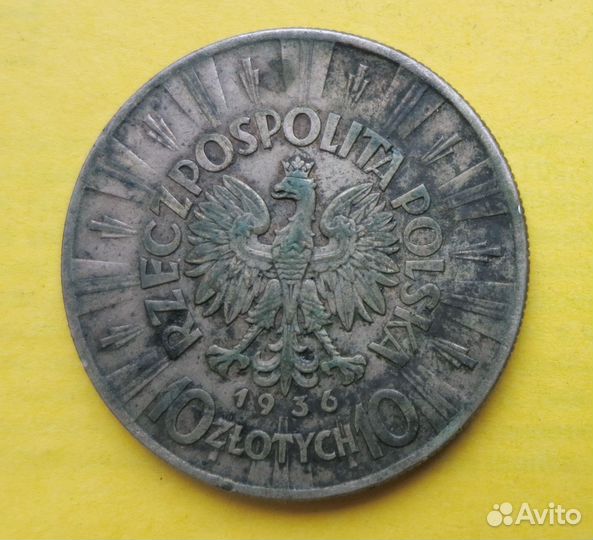 RZECZPOSPOLITA POLSKA
1936
10 ZŁOTYCH 10
Avito